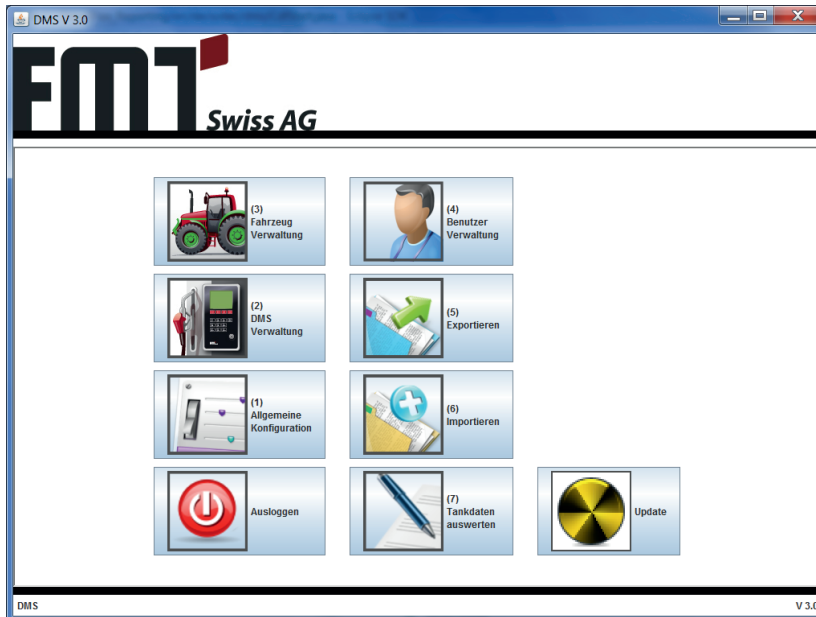 DMS V 3.0
FMT
Swiss AG
(3)
Fahrzeug
Verwaltung
(4)
Benutzer
Verwaltung
(2)
DMS
Verwaltung
(5)
Exportieren
(1)
Allgemeine
Konfiguration
(6)
Importieren
Ausloggen
(7)
Tankdaten
auswerten
Update
DMS
V 3.0